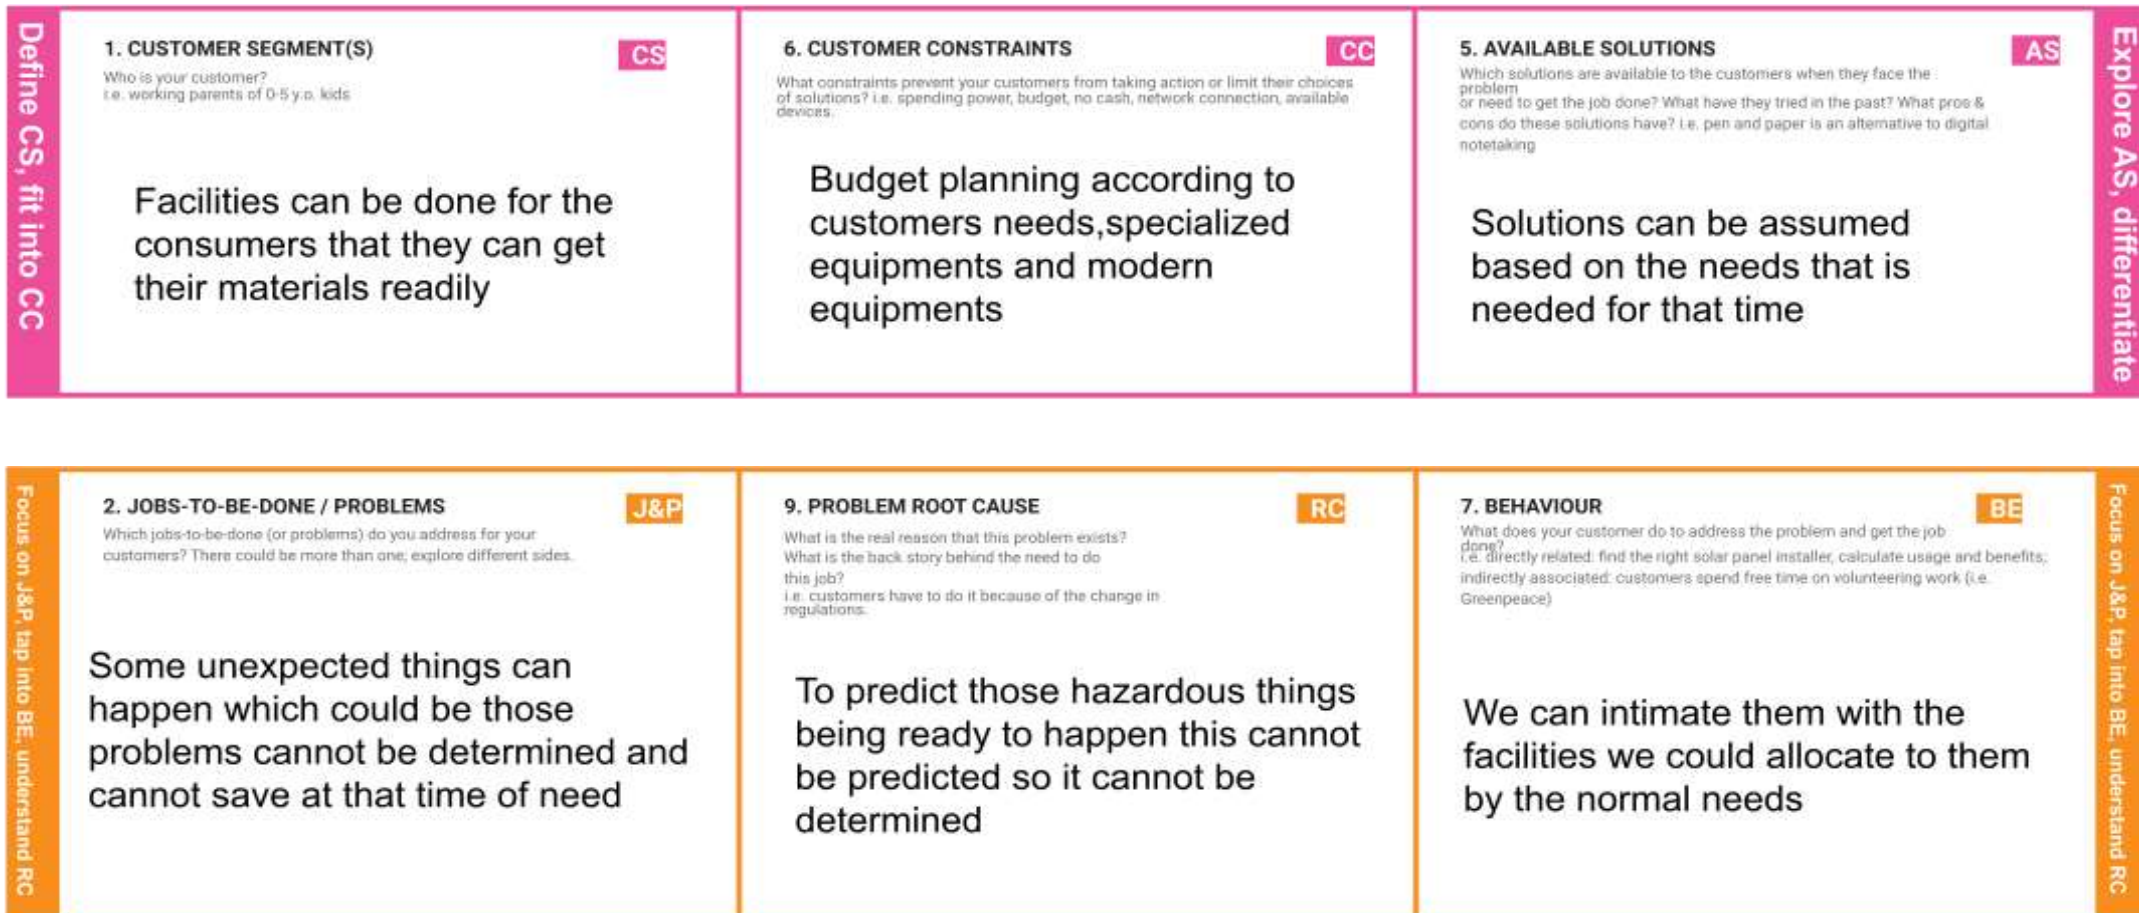 Define CS, fit into CC
1. CUSTOMER SEGMENT(S)
CS
Who is your customer?
i.e. working parents of 0-5 y.o. kids
Facilities can be done for the
consumers that they can get
their materials readily
6. CUSTOMER CONSTRAINTS
CC
What constraints prevent your customers from taking action or limit their choices
of solutions? i.e. spending power, budget, no cash, network connection, available
devices.
Budget planning according to
customers needs,specialized
equipments and modern
equipments
5. AVAILABLE SOLUTIONS
AS
Which solutions are available to the customers when they face the
problem
or need to get the job done? What have they tried in the past? What pros &
cons do these solutions have? i.e. pen and paper is an alternative to digital
notetaking
Solutions can be assumed
based on the needs that is
needed for that time
Explore AS, differentiate
Focus on J&P, tap into BE, understand RC
2. JOBS-TO-BE-DONE / PROBLEMS
J&P
Which jobs-to-be-done (or problems) do you address for your
customers? There could be more than one; explore different sides.
Some unexpected things can
happen which could be those
problems cannot be determined and
cannot save at that time of need
9. PROBLEM ROOT CAUSE
RC
What is the real reason that this problem exists?
What is the back story behind the need to do
this job?
i.e. customers have to do it because of the change in
regulations.
To predict those hazardous things
being ready to happen this cannot
be predicted so it cannot be
determined
7. BEHAVIOUR
BE
What does your customer do to address the problem and get the job
done?
i.e. directly related: find the right solar panel installer, calculate usage and benefits;
indirectly associated: customers spend free time on volunteering work (i.e.
Greenpeace)
We can intimate them with the
facilities we could allocate to them
by the normal needs
Focus on J&P, tap into BE, understand RC